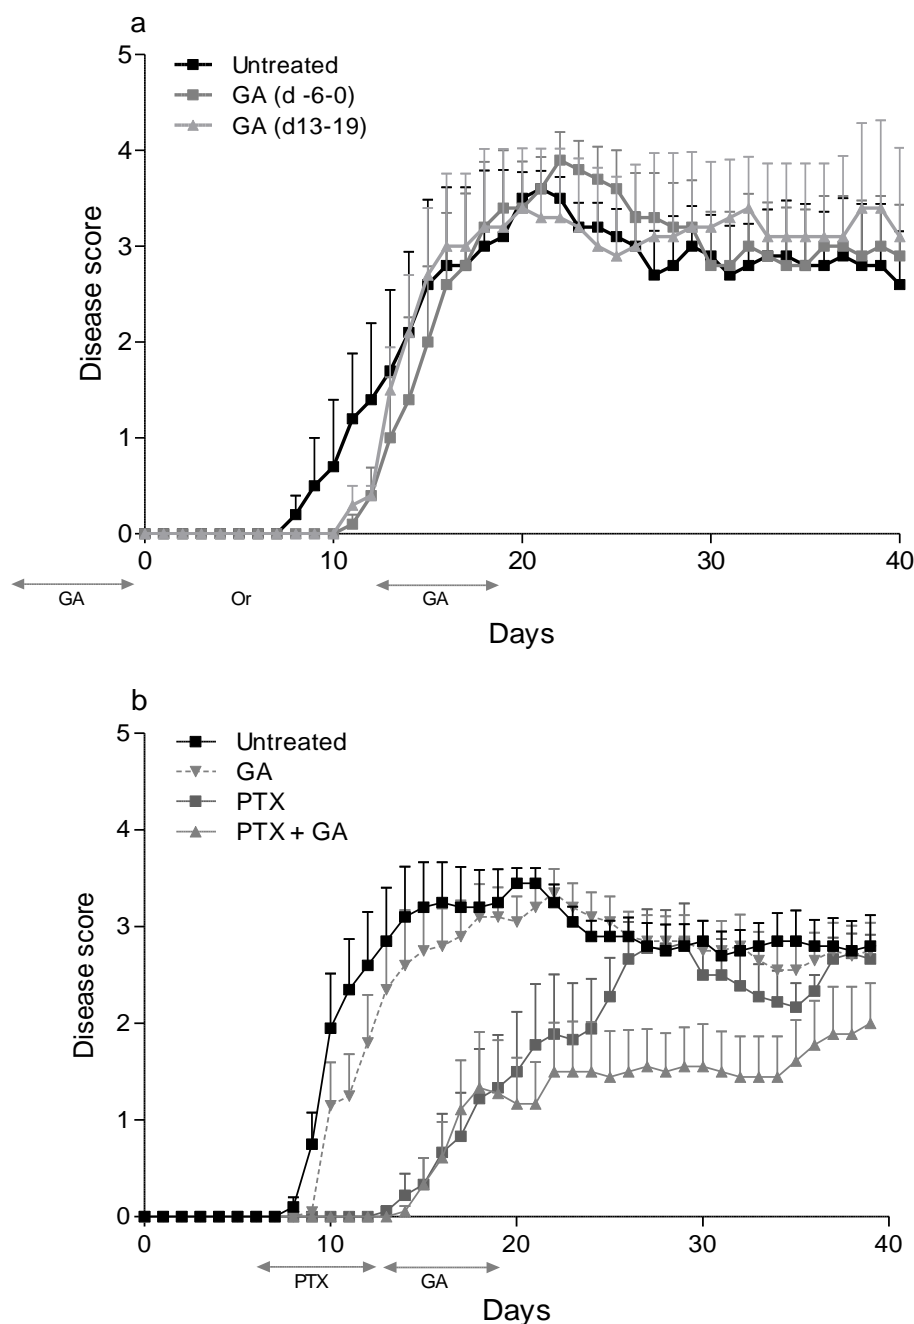 a
5
Untreated
GA (d -6-0)
GA (d13-19)
4
3
2
1
0
Disease score
0 10 20 30 40
GA Or GA
Days
b
5
Untreated
GA
PTX
PTX + GA
4
3
2
1
0
Disease score
0 10 20 30 40
PTX GA
Days